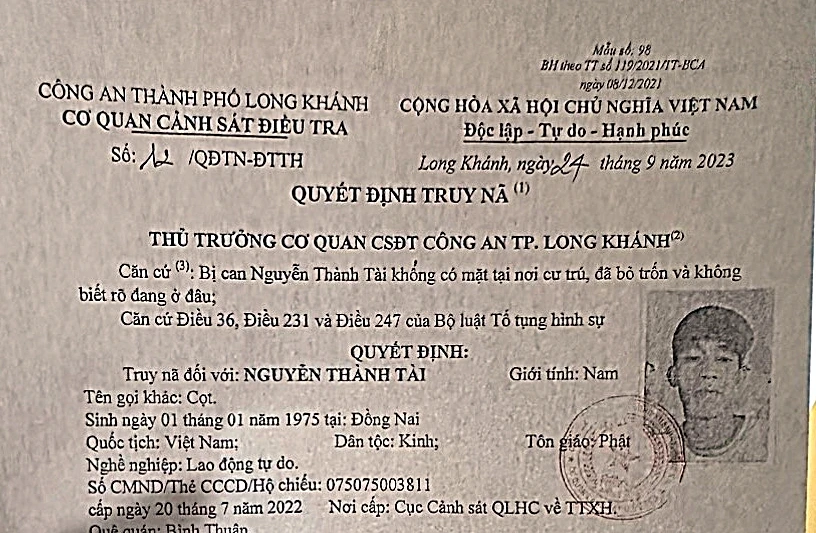 Mẫu số, 98
BH theo TT số 119/2021/TT-BCA
ngày 08/12/2021
CÔNG AN THÀNH PHỐ LONG KHÁNH
CƠ QUAN CẢNH SÁT ĐIỀU TRA
CỘNG HÒA XÃ HỘI CHỦ NGHĨA VIỆT NAM
Độc lập - Tự do - Hạnh phúc
Số: 12 /QĐTN-ĐTTH
Long Khánh, ngày 24 tháng 9 năm 2023
QUYẾT ĐỊNH TRUY NÃ (1)
THỦ TRƯỞNG CƠ QUAN CSĐT CÔNG AN TP. LONG KHÁNH(2)
Căn cứ (3): Bị can Nguyễn Thành Tài không có mặt tại nơi cư trú, đã bỏ trốn và không
biết rõ đang ở đâu;
Căn cứ Điều 36, Điều 231 và Điều 247 của Bộ luật Tố tụng hình sự
QUYẾT ĐỊNH:
Truy nã đối với: NGUYỄN THÀNH TÀI Giới tính: Nam
Tên gọi khác: Cọt.
Sinh ngày 01 tháng 01 năm 1975 tại: Đồng Nai
Quốc tịch: Việt Nam; Dân tộc: Kinh; Tôn giáo: Phật
Nghề nghiệp: Lao động tự do.
Số CMND/Thẻ CCCD/Hộ chiếu: 075075003811
cấp ngày 20 tháng 7 năm 2022 Nơi cấp: Cục Cảnh sát QLHC về TTXH.
Quê quán: Bình Thuận